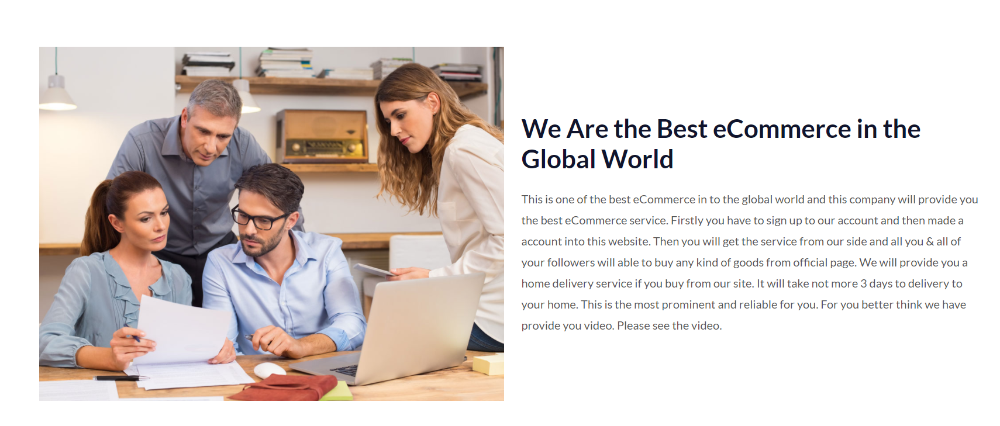 We Are the Best eCommerce in the
Global World
This is one of the best eCommerce in to the global world and this company will provide you
the best eCommerce service. Firstly you have to sign up to our account and then made a
account into this website. Then you will get the service from our side and all you & all of
your followers will able to buy any kind of goods from official page. We will provide you a
home delivery service if you buy from our site. It will take not more 3 days to delivery to
your home. This is the most prominent and reliable for you. For you better think we have
provide you video. Please see the video.